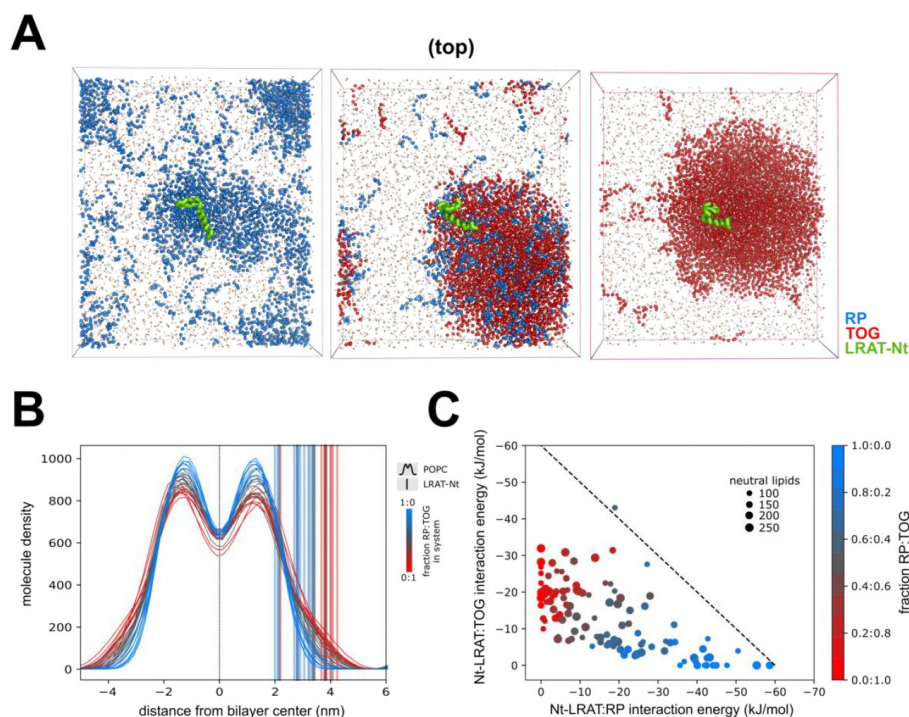 A
(top)
RP
TOG
LRAT-Nt
B
1000
800
600
400
200
0
molecule density
−4
−2
0
2
4
6
distance from bilayer center (nm)
POPC
LRAT-Nt
1:0
0:1
fraction RP:TOG
in system
C
−60
−50
−40
−30
−20
−10
0
Nt-LRAT:TOG interaction energy (kJ/mol)
0
−10
−20
−30
−40
−50
−60
−70
Nt-LRAT:RP interaction energy (kJ/mol)
neutral lipids
100
150
200
250
1.0:0.0
0.8:0.2
0.6:0.4
0.4:0.6
0.2:0.8
0.0:1.0
fraction RP:TOG